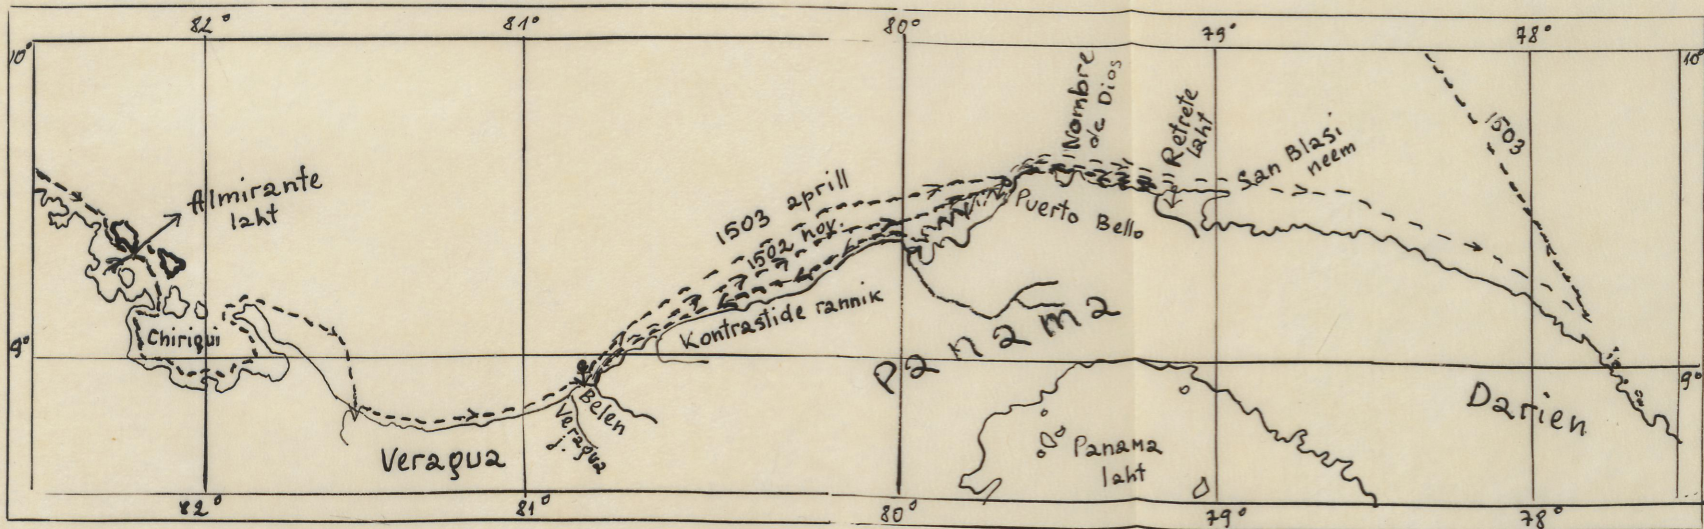 82°
81°
80°
79°
78°
10°
10°
Almirante
laht
1503 aprill
1502 nov.
Nombre
de Dios
Retrete
laht
San Blasi
neem
1503
Puerto Bello
Chiriqui
Kontrastide rannik
Panama
9°
9°
Belen
Veragua
j.
Veragua
Darien
Panama
laht
82°
81°
80°
79°
78°